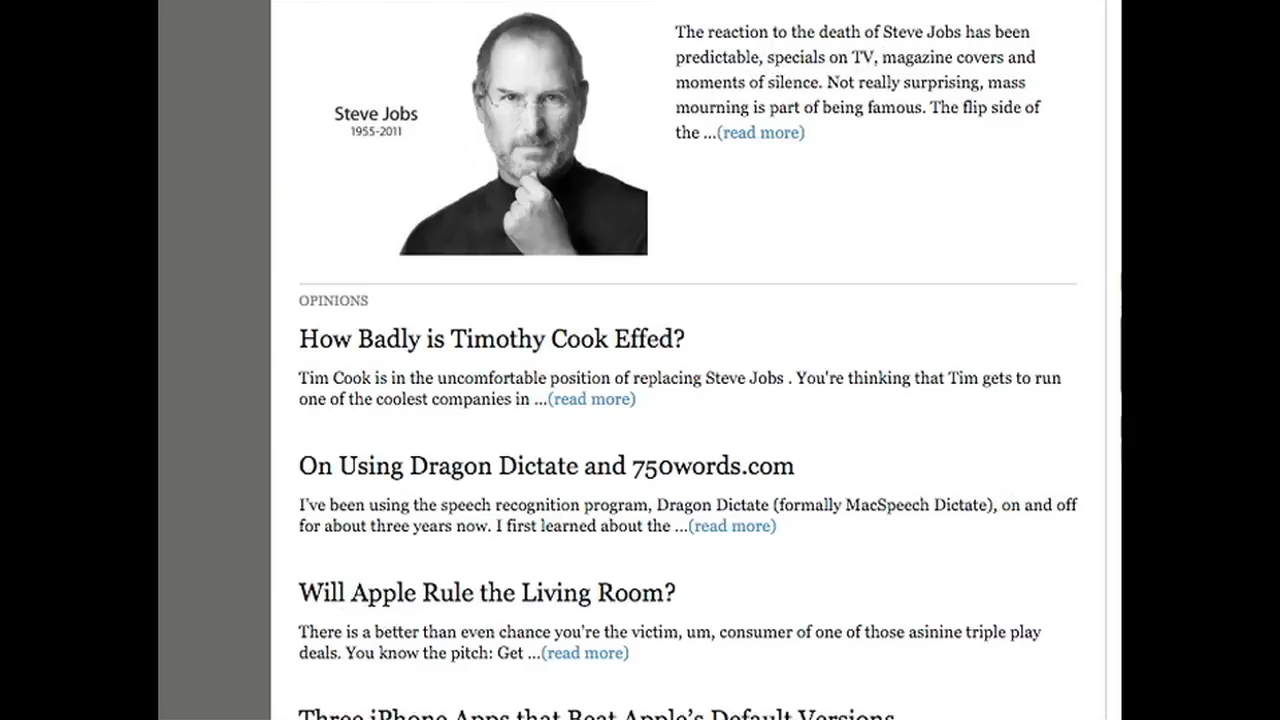 Steve Jobs
1955-2011
The reaction to the death of Steve Jobs has been
predictable, specials on TV, magazine covers and
moments of silence. Not really surprising, mass
mourning is part of being famous. The flip side of
the ...(read more)
OPINIONS
How Badly is Timothy Cook Effed?
Tim Cook is in the uncomfortable position of replacing Steve Jobs . You're thinking that Tim gets to run
one of the coolest companies in ...(read more)
On Using Dragon Dictate and 750words.com
I've been using the speech recognition program, Dragon Dictate (formally MacSpeech Dictate), on and off
for about three years now. I first learned about the ...(read more)
Will Apple Rule the Living Room?
There is a better than even chance you're the victim, um, consumer of one of those asinine triple play
deals. You know the pitch: Get ...(read more)
Three iPhone Apps that Beat Apple's Default Versions